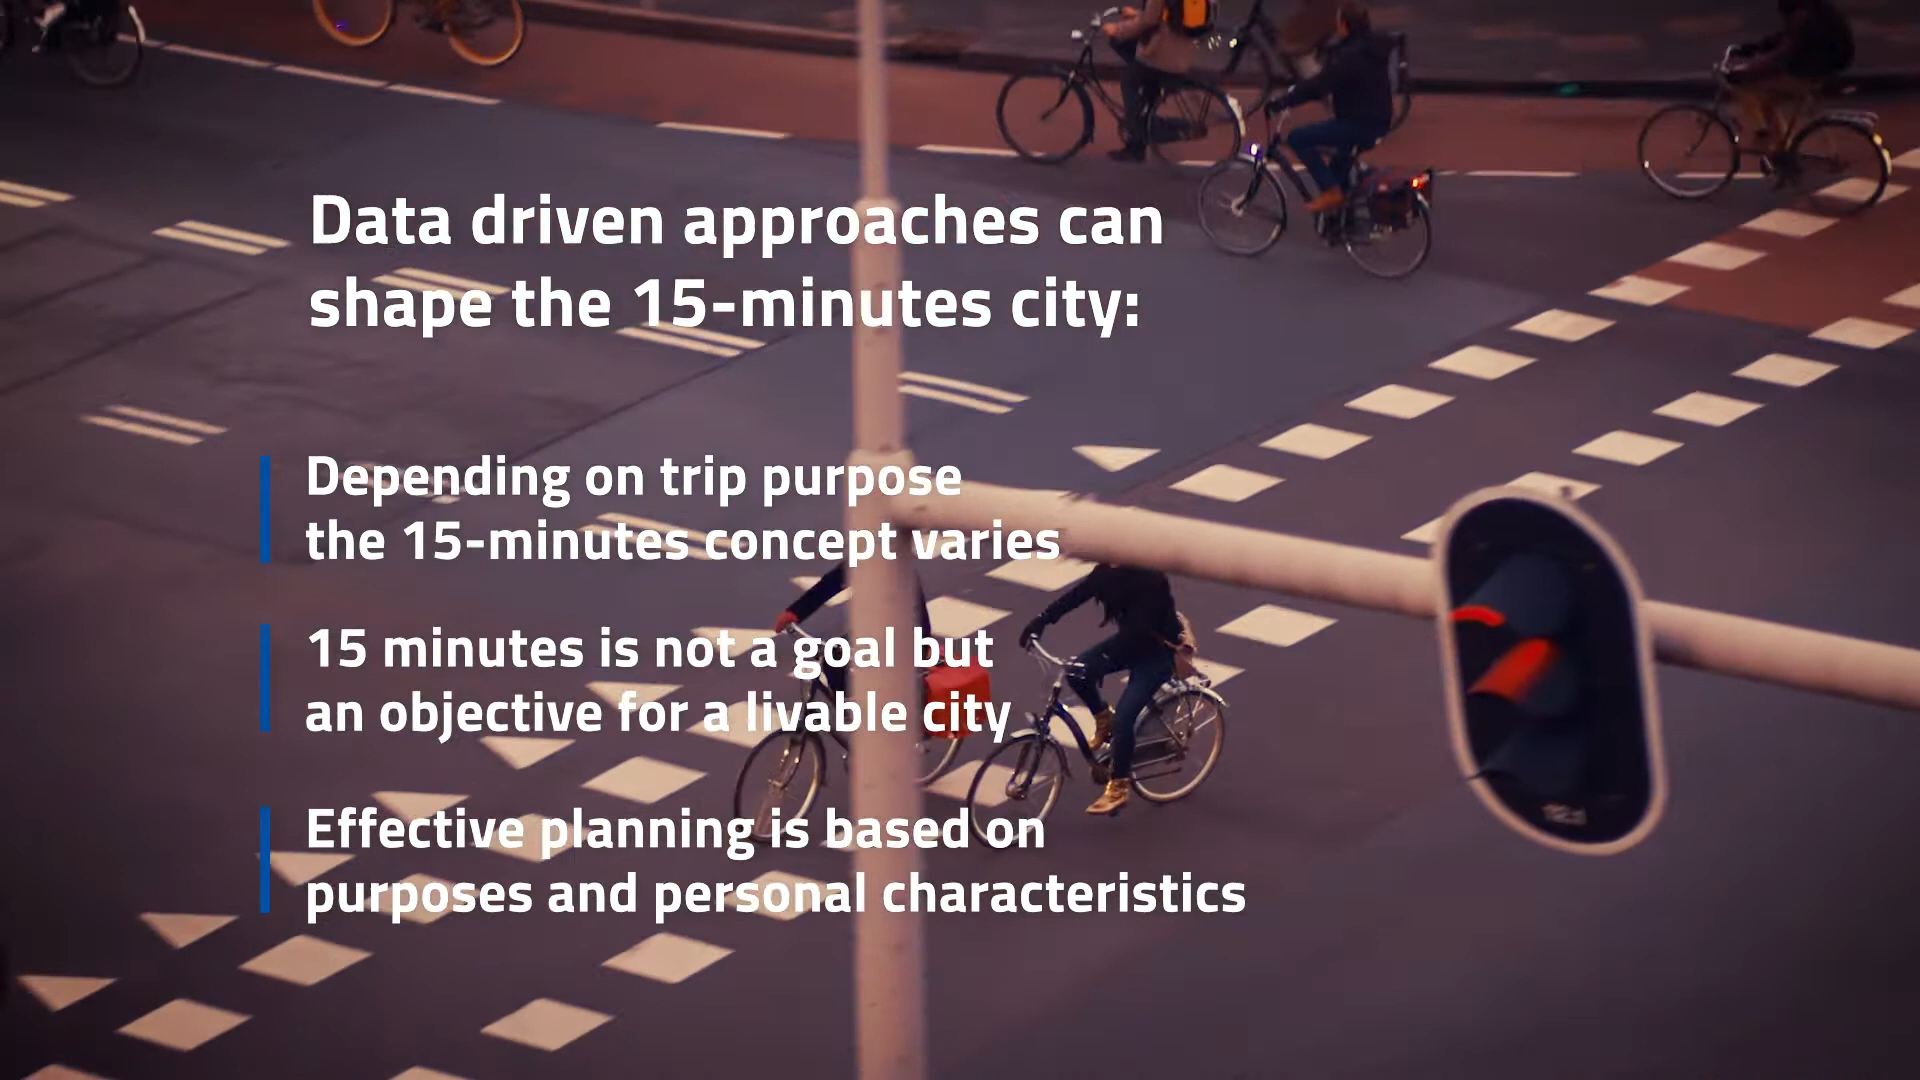 Data driven approaches can
shape the 15-minutes city:
Depending on trip purpose
the 15-minutes concept varies
15 minutes is not a goal but
an objective for a livable city
Effective planning is based on
purposes and personal characteristics